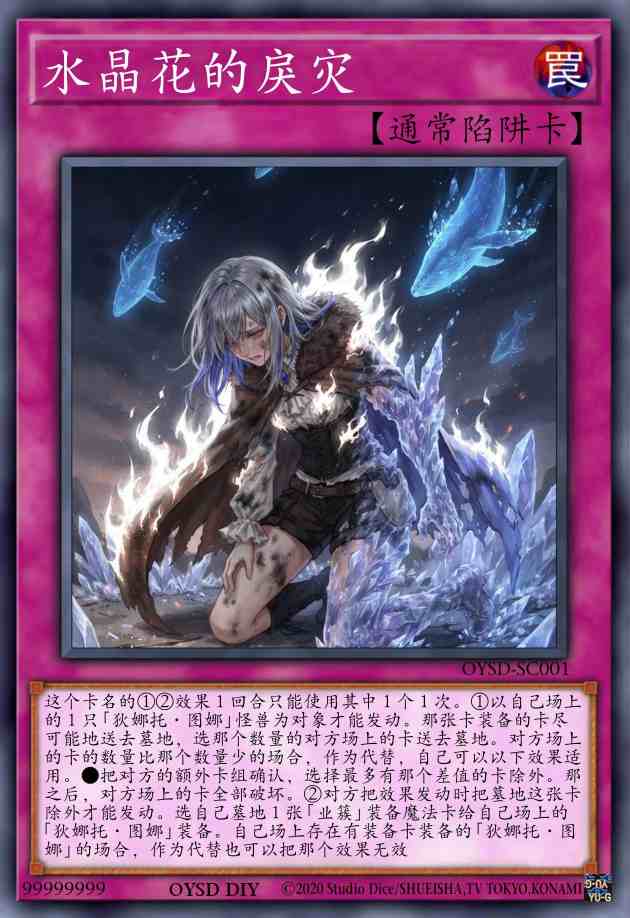 水晶花的戾灾
罠
【通常陷阱卡】
OYSD-SC001
这个卡名的①②效果1回合只能使用其中1个1次。①以自己场上
的1只「狄娜托·图娜」怪兽为对象才能发动。那张卡装备的卡尽
可能地送去墓地，选那个数量的对方场上的卡送去墓地。对方场上
的卡的数量比那个数量少的场合，作为代替，自己可以以下效果适
用。●把对方的额外卡组确认，选择最多有那个差值的卡除外。那
之后，对方场上的卡全部破坏。②对方把效果发动时把墓地这张卡
除外才能发动。选自己墓地1张「业簇」装备魔法卡给自己场上的
「狄娜托·图娜」装备。自己场上存在有装备卡装备的「狄娜托·图
娜」的场合，作为代替也可以把那个效果无效
99999999 OYSD DIY ©2020 Studio Dice/SHUEISHA,TV TOKYO,KONAMI
YU-G